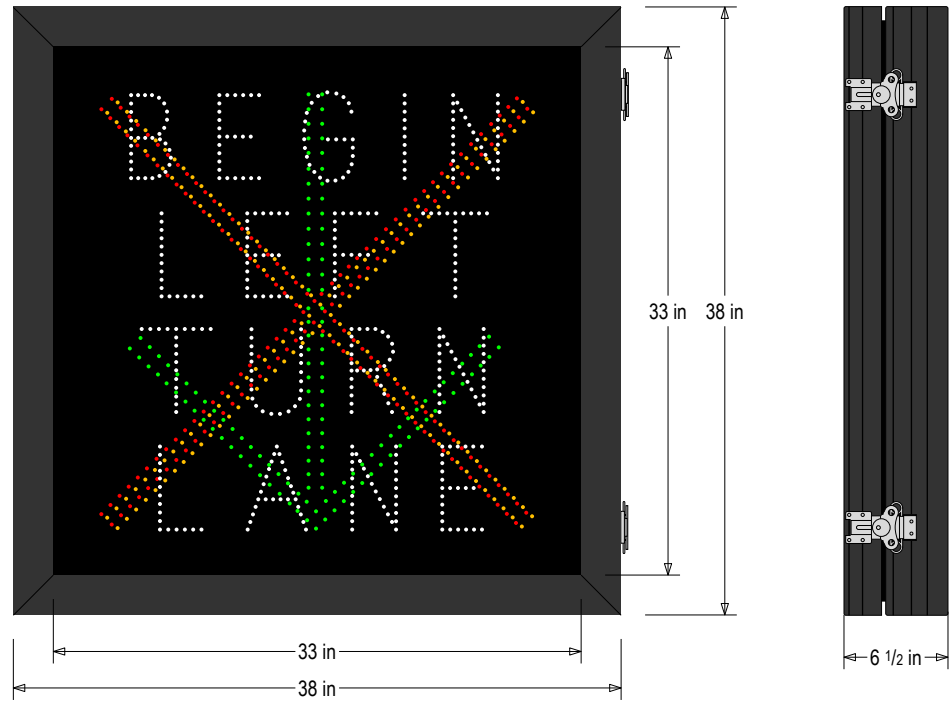 BEGIN
LEFT
TURN
LANE
33 in
38 in
33 in
38 in
6 1/2 in